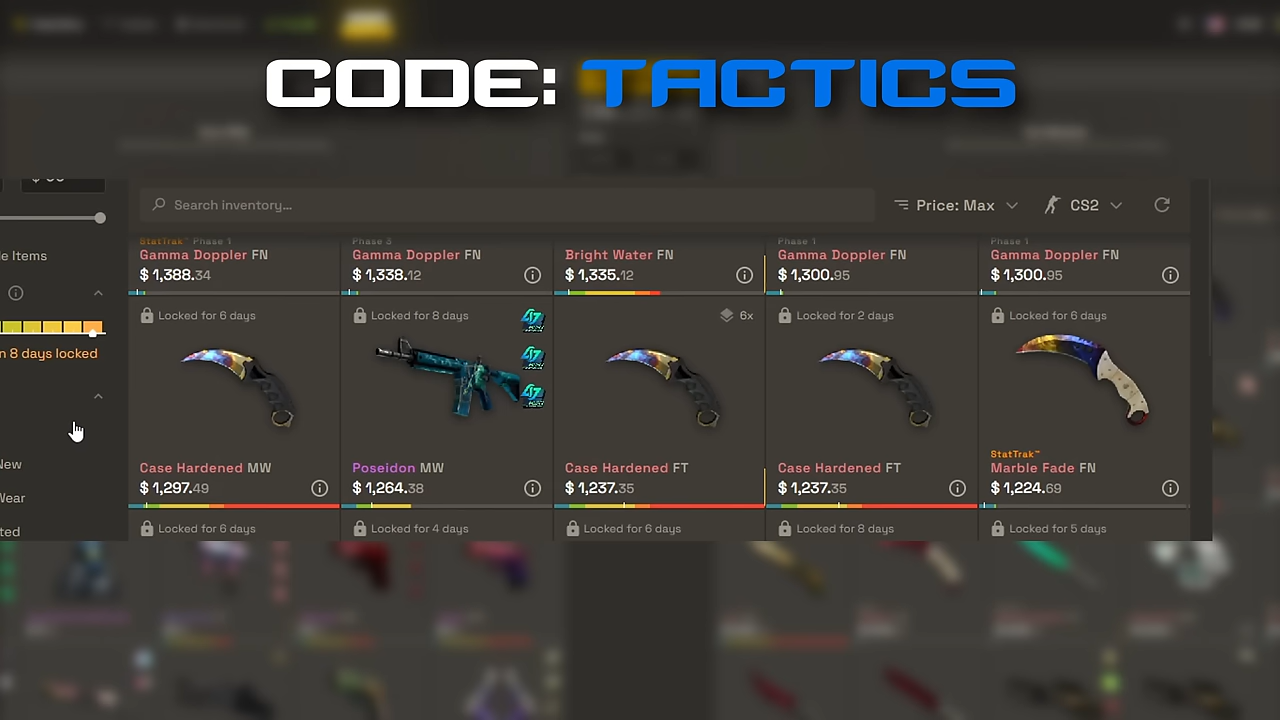 CODE: TACTICS
Search inventory...
Price: Max
CS2
e Items
n 8 days locked
New
Wear
ted
StatTrak™ Phase 1
Gamma Doppler FN
$ 1,388.34
Phase 3
Gamma Doppler FN
$ 1,338.12
Bright Water FN
$ 1,335.12
Phase 1
Gamma Doppler FN
$ 1,300.95
Phase 1
Gamma Doppler FN
$ 1,300.95
Locked for 6 days
Case Hardened MW
$ 1,297.49
Locked for 8 days
Poseidon MW
$ 1,264.38
6x
Case Hardened FT
$ 1,237.35
Locked for 2 days
Case Hardened FT
$ 1,237.35
Locked for 6 days
StatTrak™
Marble Fade FN
$ 1,224.69
Locked for 6 days
Locked for 4 days
Locked for 6 days
Locked for 8 days
Locked for 5 days